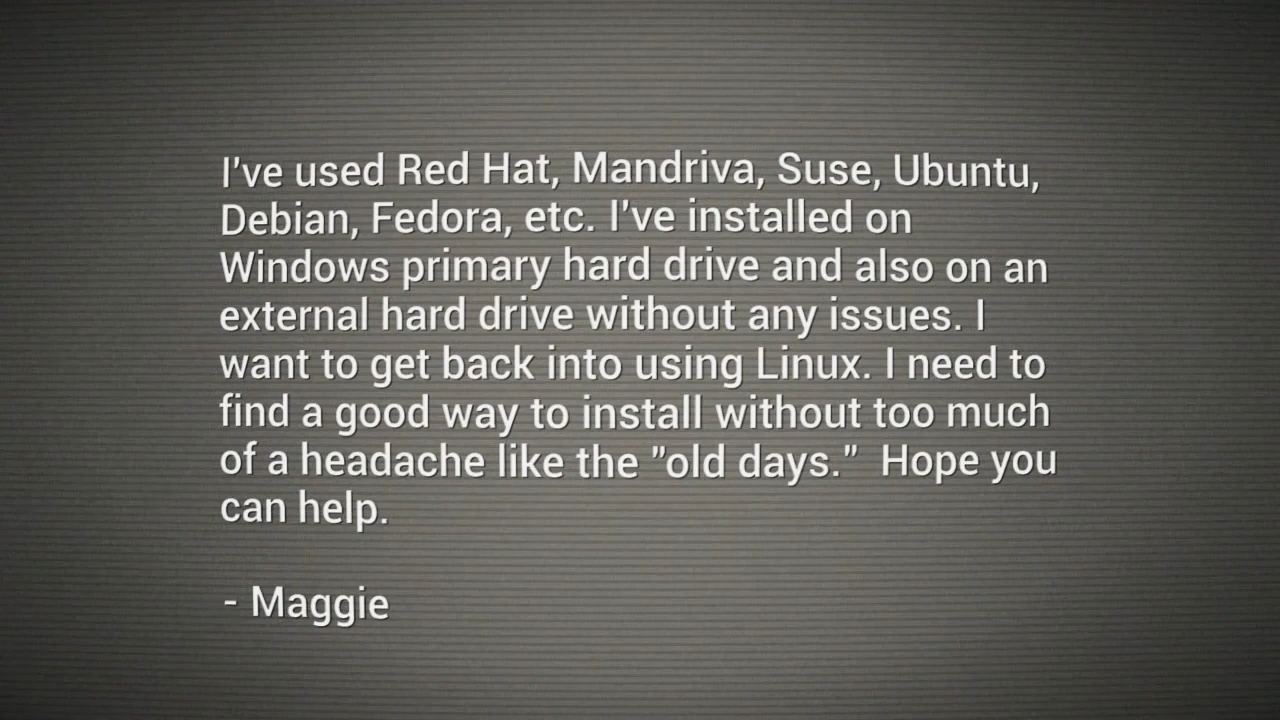 I've used Red Hat, Mandriva, Suse, Ubuntu,
Debian, Fedora, etc. I've installed on
Windows primary hard drive and also on an
external hard drive without any issues. I
want to get back into using Linux. I need to
find a good way to install without too much
of a headache like the "old days."  Hope you
can help.
- Maggie